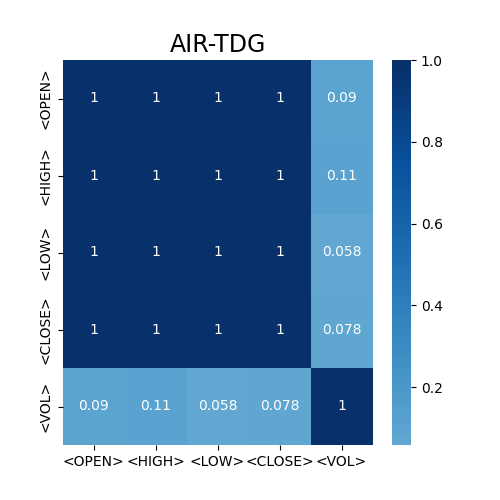 AIR-TDG
<OPEN> 1 1 1 1 0.09
<HIGH> 1 1 1 1 0.11
<LOW> 1 1 1 1 0.058
<CLOSE> 1 1 1 1 0.078
<VOL> 0.09 0.11 0.058 0.078 1
<OPEN> <HIGH> <LOW> <CLOSE> <VOL>
1.0
0.8
0.6
0.4
0.2